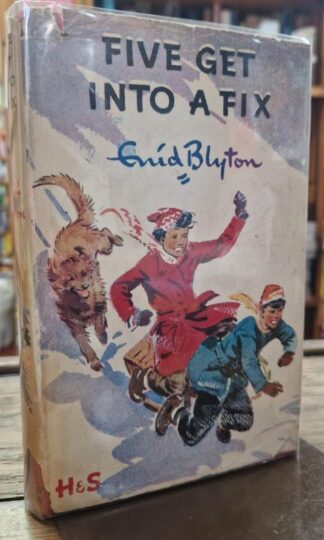 FIVE GET
INTO A FIX
Enid Blyton
H & S